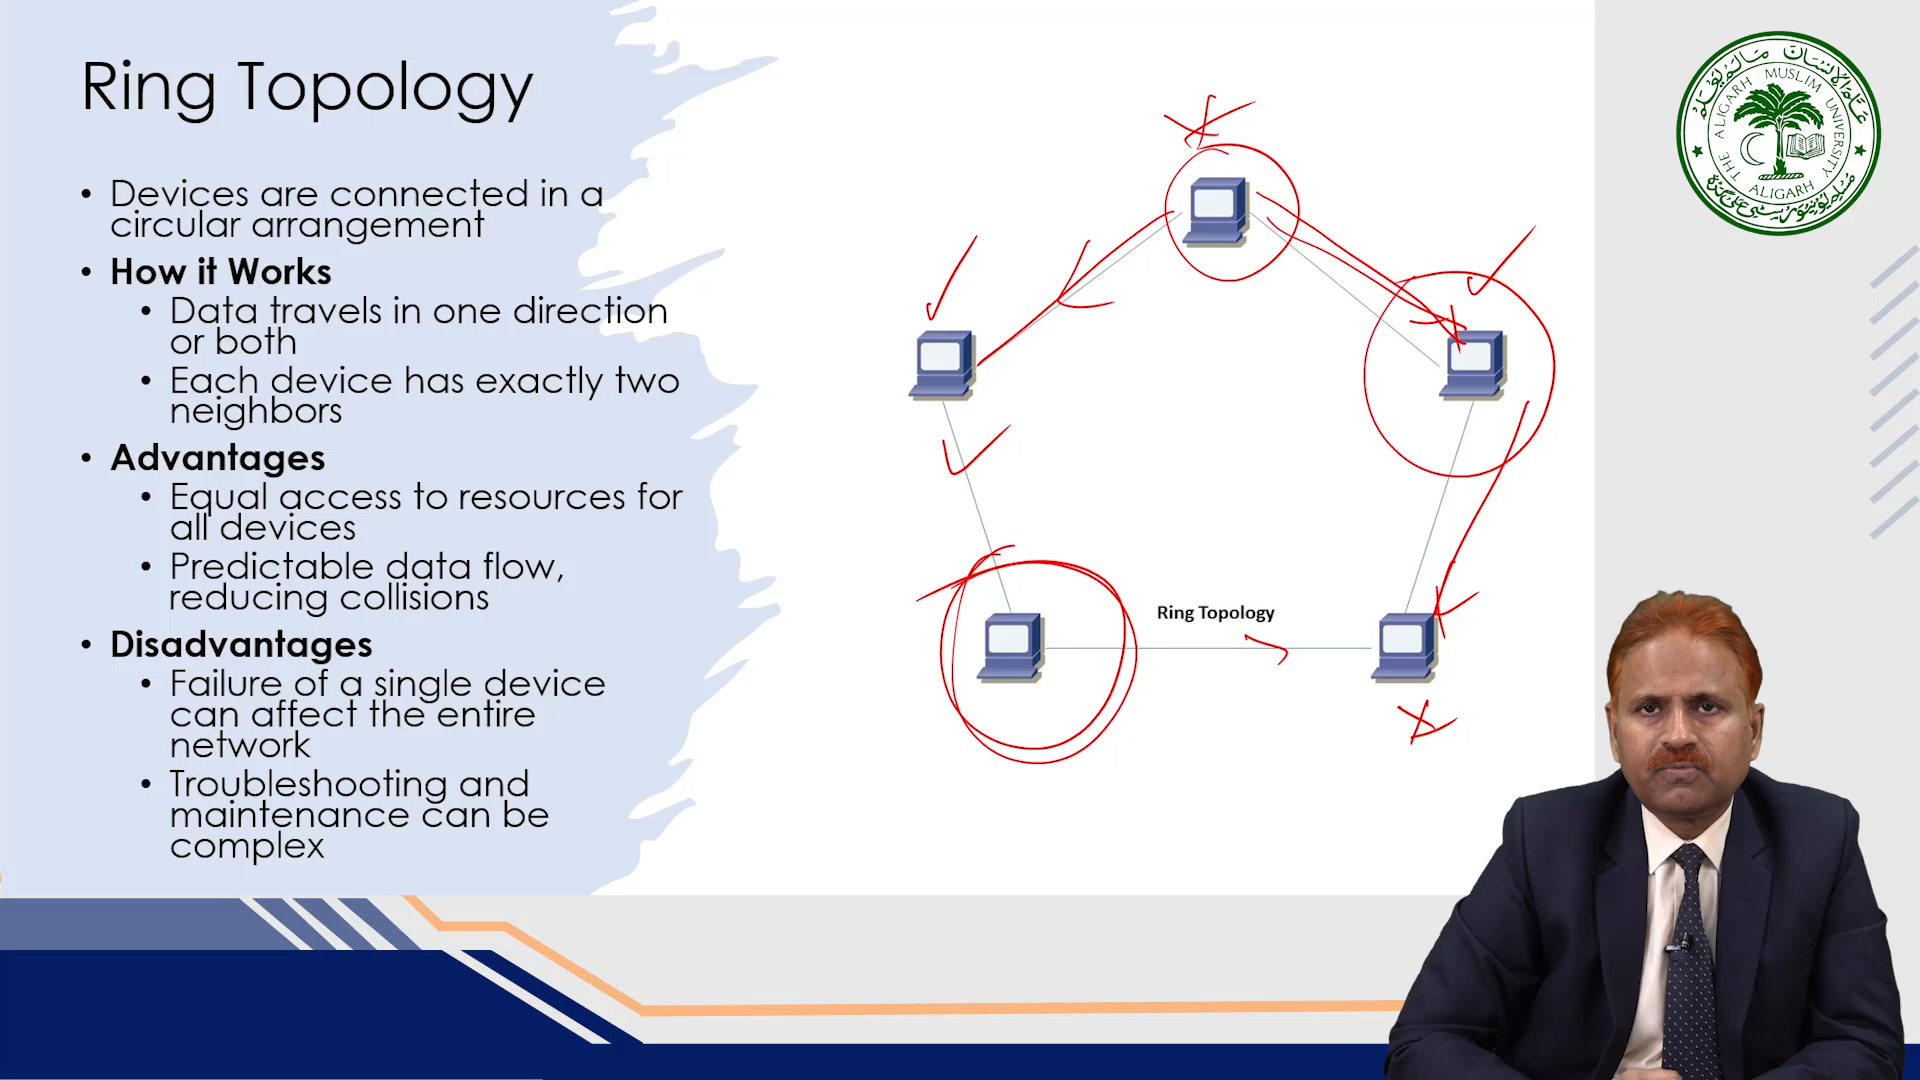 Ring Topology
• Devices are connected in a
circular arrangement
• How it Works
• Data travels in one direction
or both
• Each device has exactly two
neighbors
• Advantages
• Equal access to resources for
all devices
• Predictable data flow,
reducing collisions
• Disadvantages
• Failure of a single device
can affect the entire
network
• Troubleshooting and
maintenance can be
complex
Ring Topology
THE ALIGARH MUSLIM UNIVERSITY
ALIGARH